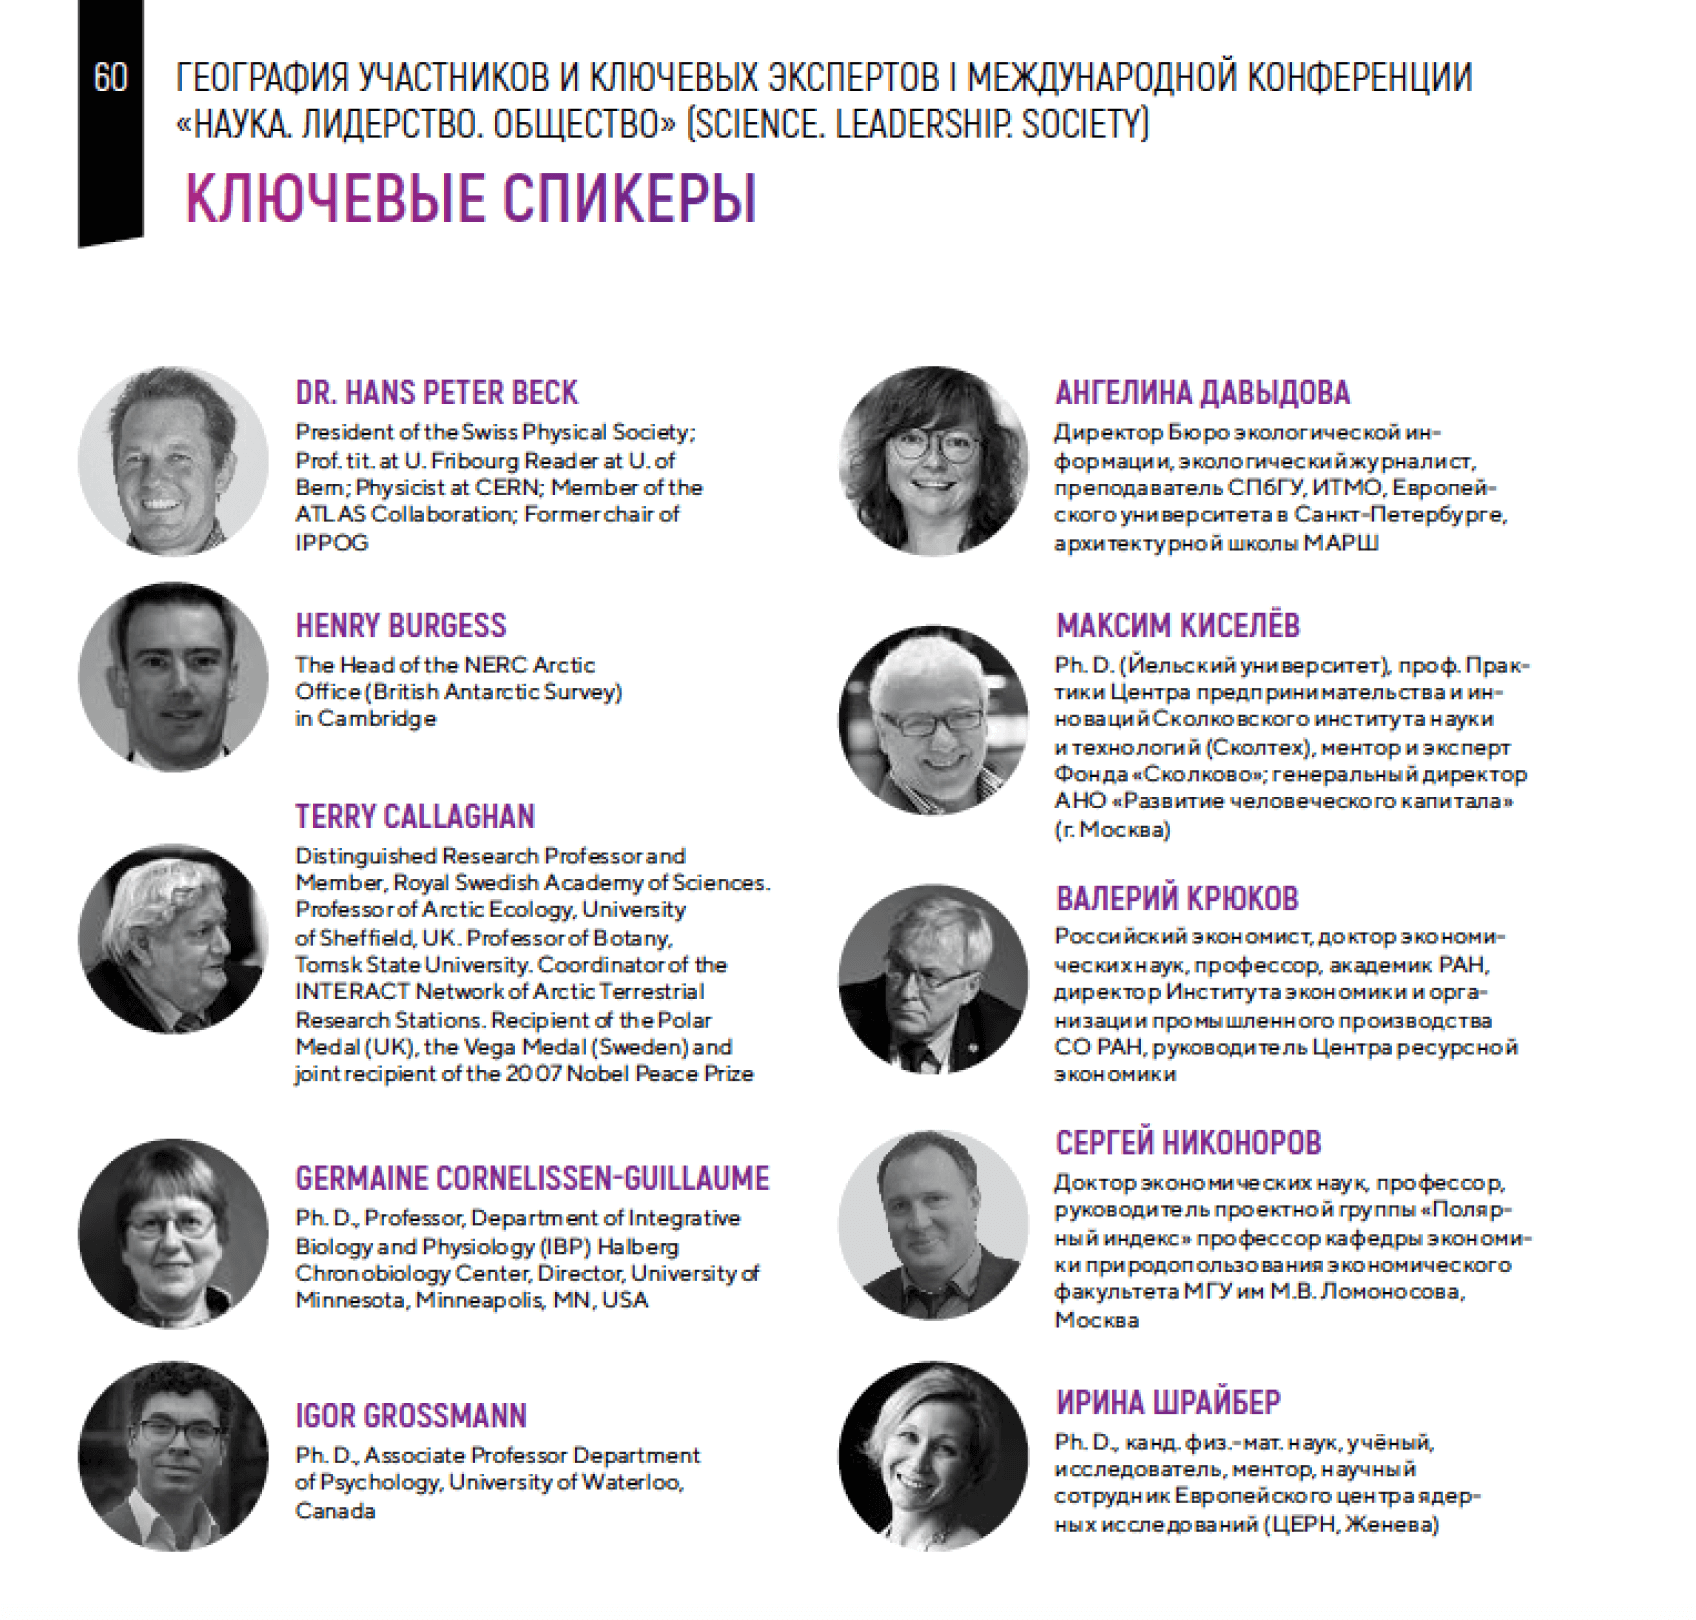 60
ГЕОГРАФИЯ УЧАСТНИКОВ И КЛЮЧЕВЫХ ЭКСПЕРТОВ I МЕЖДУНАРОДНОЙ КОНФЕРЕНЦИИ
«НАУКА. ЛИДЕРСТВО. ОБЩЕСТВО» (SCIENCE. LEADERSHIP. SOCIETY)
КЛЮЧЕВЫЕ СПИКЕРЫ
DR. HANS PETER BECK
President of the Swiss Physical Society;
Prof. tit. at U. Fribourg Reader at U. of
Bern; Physicist at CERN; Member of the
ATLAS Collaboration; Former chair of
IPPOG
HENRY BURGESS
The Head of the NERC Arctic
Office (British Antarctic Survey)
in Cambridge
TERRY CALLAGHAN
Distinguished Research Professor and
Member, Royal Swedish Academy of Sciences.
Professor of Arctic Ecology, University
of Sheffield, UK. Professor of Botany,
Tomsk State University. Coordinator of the
INTERACT Network of Arctic Terrestrial
Research Stations. Recipient of the Polar
Medal (UK), the Vega Medal (Sweden) and
joint recipient of the 2007 Nobel Peace Prize
GERMAINE CORNELISSEN-GUILLAUME
Ph. D., Professor, Department of Integrative
Biology and Physiology (IBP) Halberg
Chronobiology Center, Director, University of
Minnesota, Minneapolis, MN, USA
IGOR GROSSMANN
Ph. D., Associate Professor Department
of Psychology, University of Waterloo,
Canada
АНГЕЛИНА ДАВЫДОВА
Директор Бюро экологической ин-
формации, экологический журналист,
преподаватель СПбГУ, ИТМО, Европей-
ского университета в Санкт-Петербурге,
архитектурной школы МАРШ
МАКСИМ КИСЕЛЁВ
Ph. D. (Йельский университет), проф. Прак-
тики Центра предпринимательства и ин-
новаций Сколковского института науки
и технологий (Сколтех), ментор и эксперт
Фонда «Сколково»; генеральный директор
АНО «Развитие человеческого капитала»
(г. Москва)
ВАЛЕРИЙ КРЮКОВ
Российский экономист, доктор экономи-
ческих наук, профессор, академик РАН,
директор Института экономики и орга-
низации промышленного производства
СО РАН, руководитель Центра ресурсной
экономики
СЕРГЕЙ НИКОНОРОВ
Доктор экономических наук, профессор,
руководитель проектной группы «Поляр-
ный индекс» профессор кафедры экономи-
ки природопользования экономического
факультета МГУ им М.В. Ломоносова,
Москва
ИРИНА ШРАЙБЕР
Ph. D., канд. физ.-мат. наук, учёный,
исследователь, ментор, научный
сотрудник Европейского центра ядер-
ных исследований (ЦЕРН, Женева)